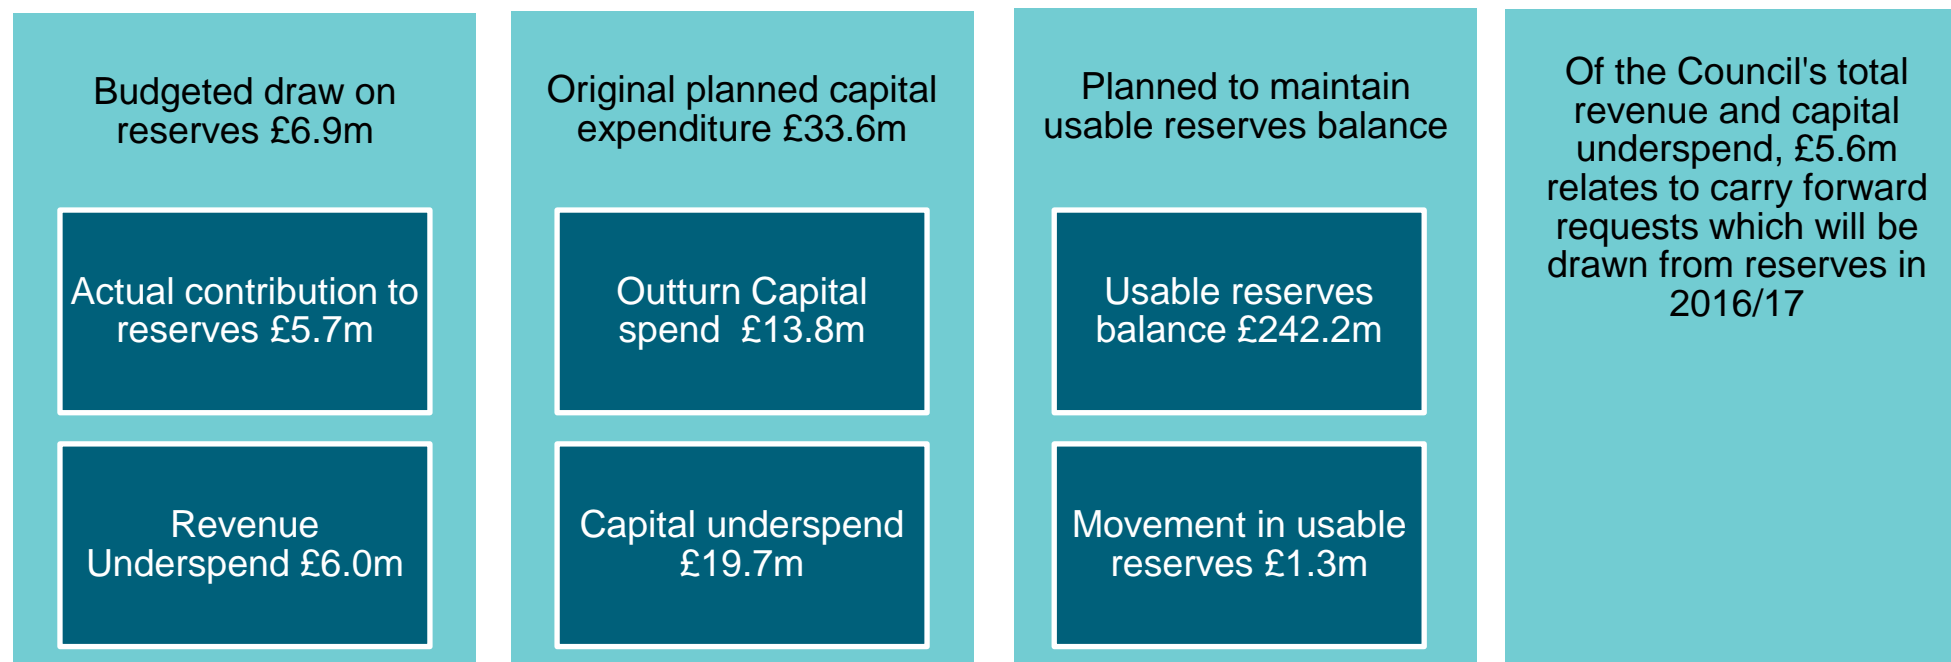 Budgeted draw on
reserves £6.9m
Actual contribution to
reserves £5.7m
Revenue
Underspend £6.0m
Original planned capital
expenditure £33.6m
Outturn Capital
spend  £13.8m
Capital underspend
£19.7m
Planned to maintain
usable reserves balance
Usable reserves
balance £242.2m
Movement in usable
reserves £1.3m
Of the Council's total
revenue and capital
underspend, £5.6m
relates to carry forward
requests which will be
drawn from reserves in
2016/17